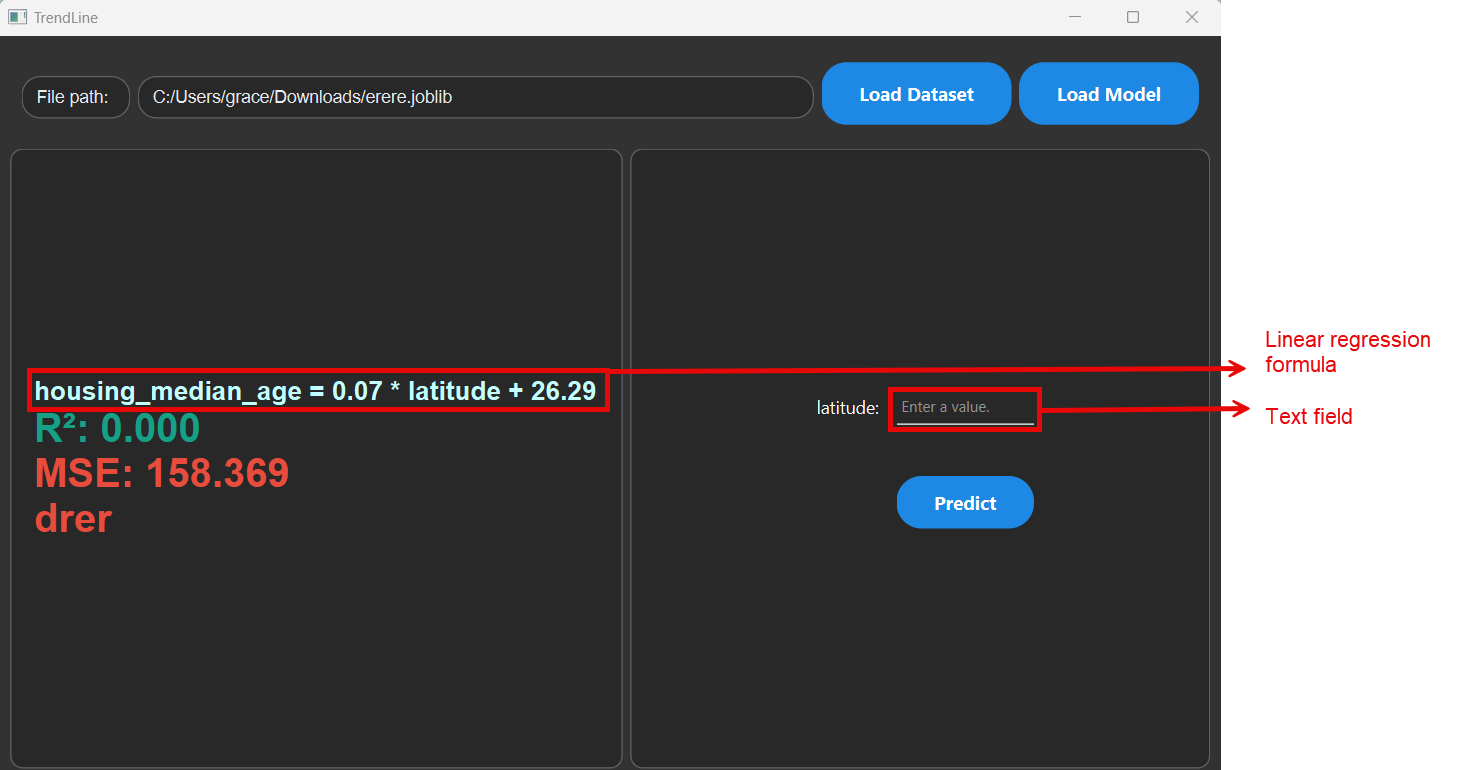 TrendLine
File path:
C:/Users/grace/Downloads/erere.joblib
Load Dataset
Load Model
housing_median_age = 0.07 * latitude + 26.29
R²: 0.000
MSE: 158.369
drer
latitude:
Enter a value.
Predict
Linear regression
formula
Text field